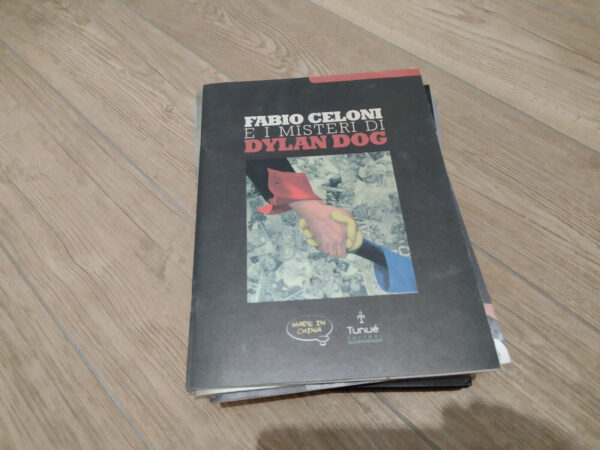 FABIO CELONI
E I MISTERI DI
DYLAN DOG
MADE IN
CHINA
Tunué